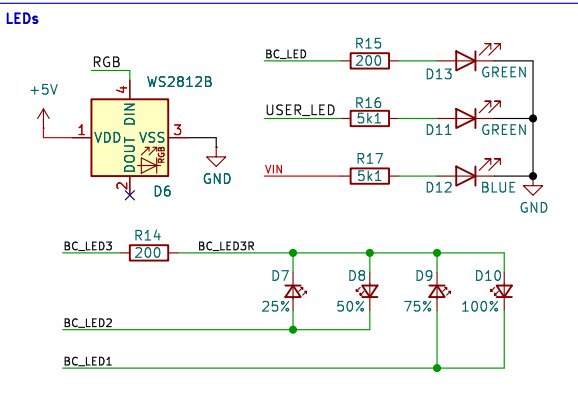 LEDs
RGB
+5V
WS2812B
4
DIN
1
VDD
VSS
3
DOUT
RGB
2
D6
GND
BC_LED
R15
200
D13
GREEN
USER_LED
R16
5k1
D11
GREEN
VIN
R17
5k1
D12
BLUE
GND
BC_LED3
R14
200
BC_LED3R
D7
25%
D8
50%
D9
75%
D10
100%
BC_LED2
BC_LED1